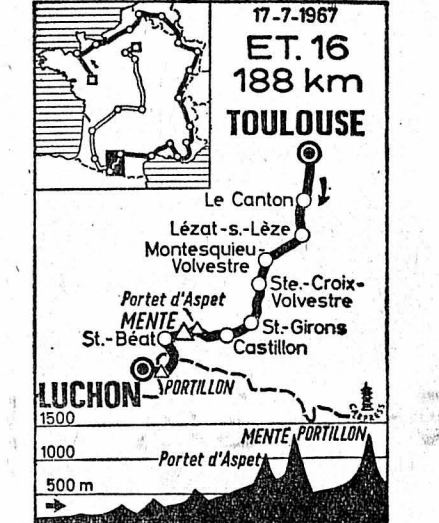 17-7-1967
ET. 16
188 km
TOULOUSE
Le Canton
Lézat-s.-Lèze
Montesquieu-
Volvestre
Ste.-Croix-
Volvestre
Portet d'Aspet
MENTE
St.-Béat
St.-Girons
Castillon
LUCHON
PORTILLON
1500
MENTE
PORTILLON
1000
Portet d'Aspet
500 m